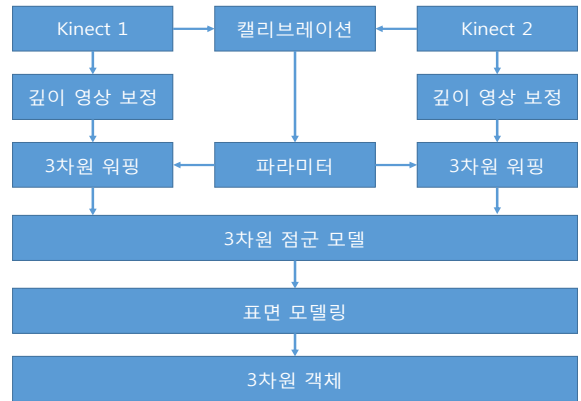 Kinect 1
캘리브레이션
Kinect 2
깊이 영상 보정
깊이 영상 보정
3차원 워핑
파라미터
3차원 워핑
3차원 점군 모델
표면 모델링
3차원 객체